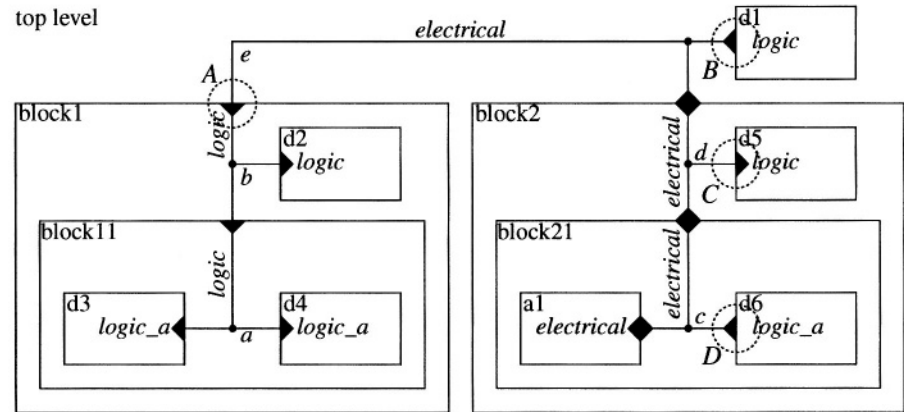 top level
electrical
d1
logic
e
A
B
block1
block2
logic
d2
logic
b
electrical
d
d5
logic
C
block11
block21
logic
electrical
d3
logic_a
a
d4
logic_a
a1
electrical
c
d6
logic_a
D